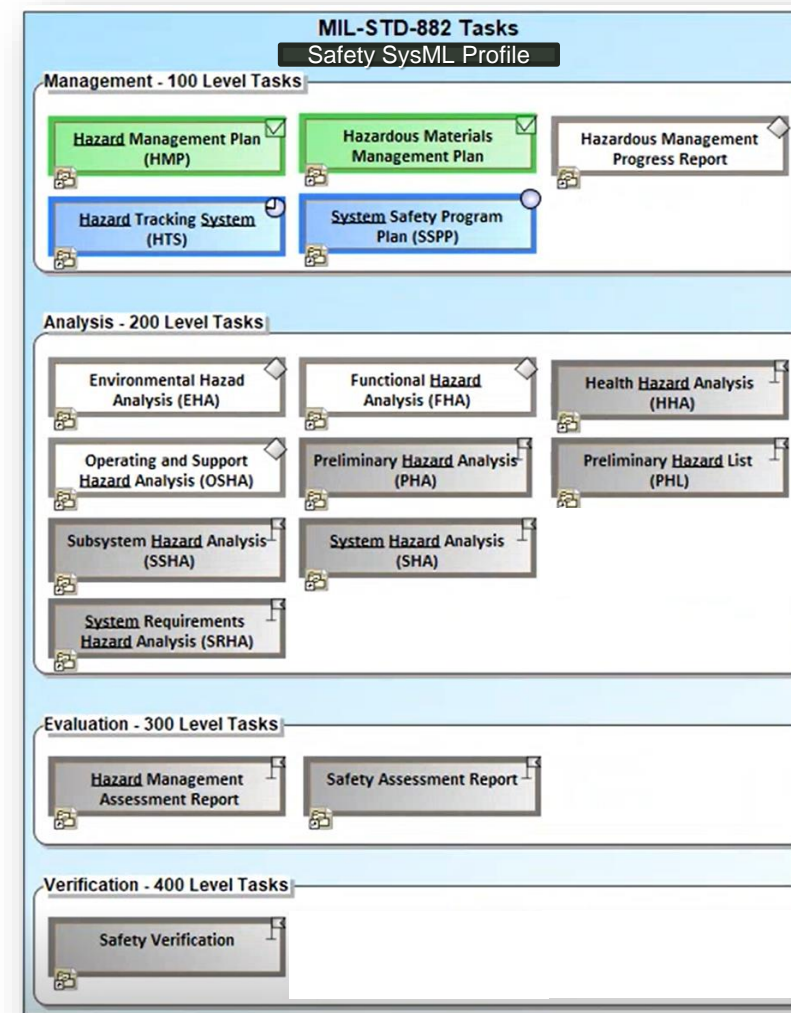 MIL-STD-882 Tasks
Safety SysML Profile
Management - 100 Level Tasks
Hazard Management Plan
(HMP)
Hazardous Materials
Management Plan
Hazardous Management
Progress Report
Hazard Tracking System
(HTS)
System Safety Program
Plan (SSPP)
Analysis - 200 Level Tasks
Environmental Hazad
Analysis (EHA)
Functional Hazard
Analysis (FHA)
Health Hazard Analysis
(HHA)
Operating and Support
Hazard Analysis (OSHA)
Preliminary Hazard Analysis
(PHA)
Preliminary Hazard List
(PHL)
Subsystem Hazard Analysis
(SSHA)
System Hazard Analysis
(SHA)
System Requirements
Hazard Analysis (SRHA)
Evaluation - 300 Level Tasks
Hazard Management
Assessment Report
Safety Assessment Report
Verification - 400 Level Tasks
Safety Verification